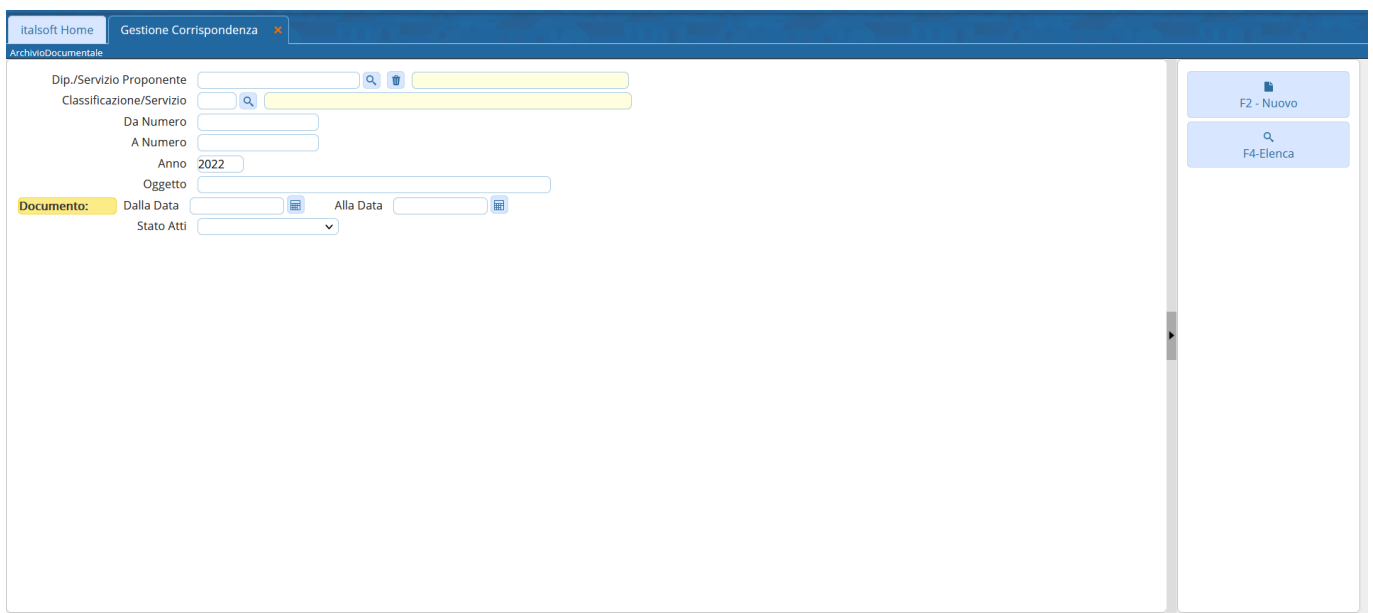 italsoft Home Gestione Corrispondenza ×
ArchivioDocumentale
Dip./Servizio Proponente
Classificazione/Servizio
Da Numero
A Numero
Anno 2022
Oggetto
Documento: Dalla Data Alla Data
Stato Atti
F2 - Nuovo
F4-Elenca